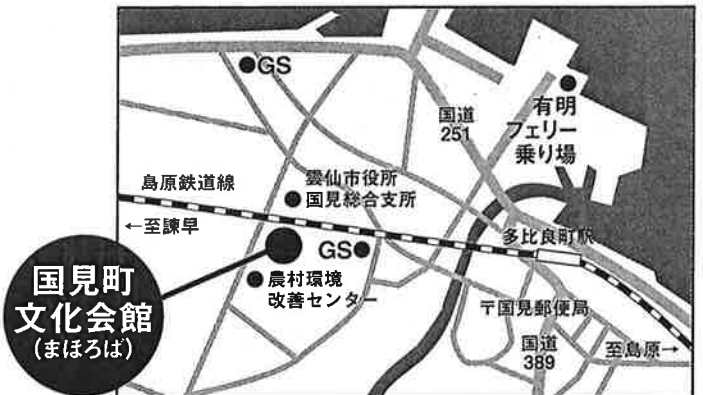 GS
国道
251
有明
フェリー
乗り場
島原鉄道線
雲仙市役所
国見総合支所
←至諫早
GS
多比良町駅
農村環境
改善センター
国見町
文化会館
(まほろば)
〒国見郵便局
国道
389
至島原→